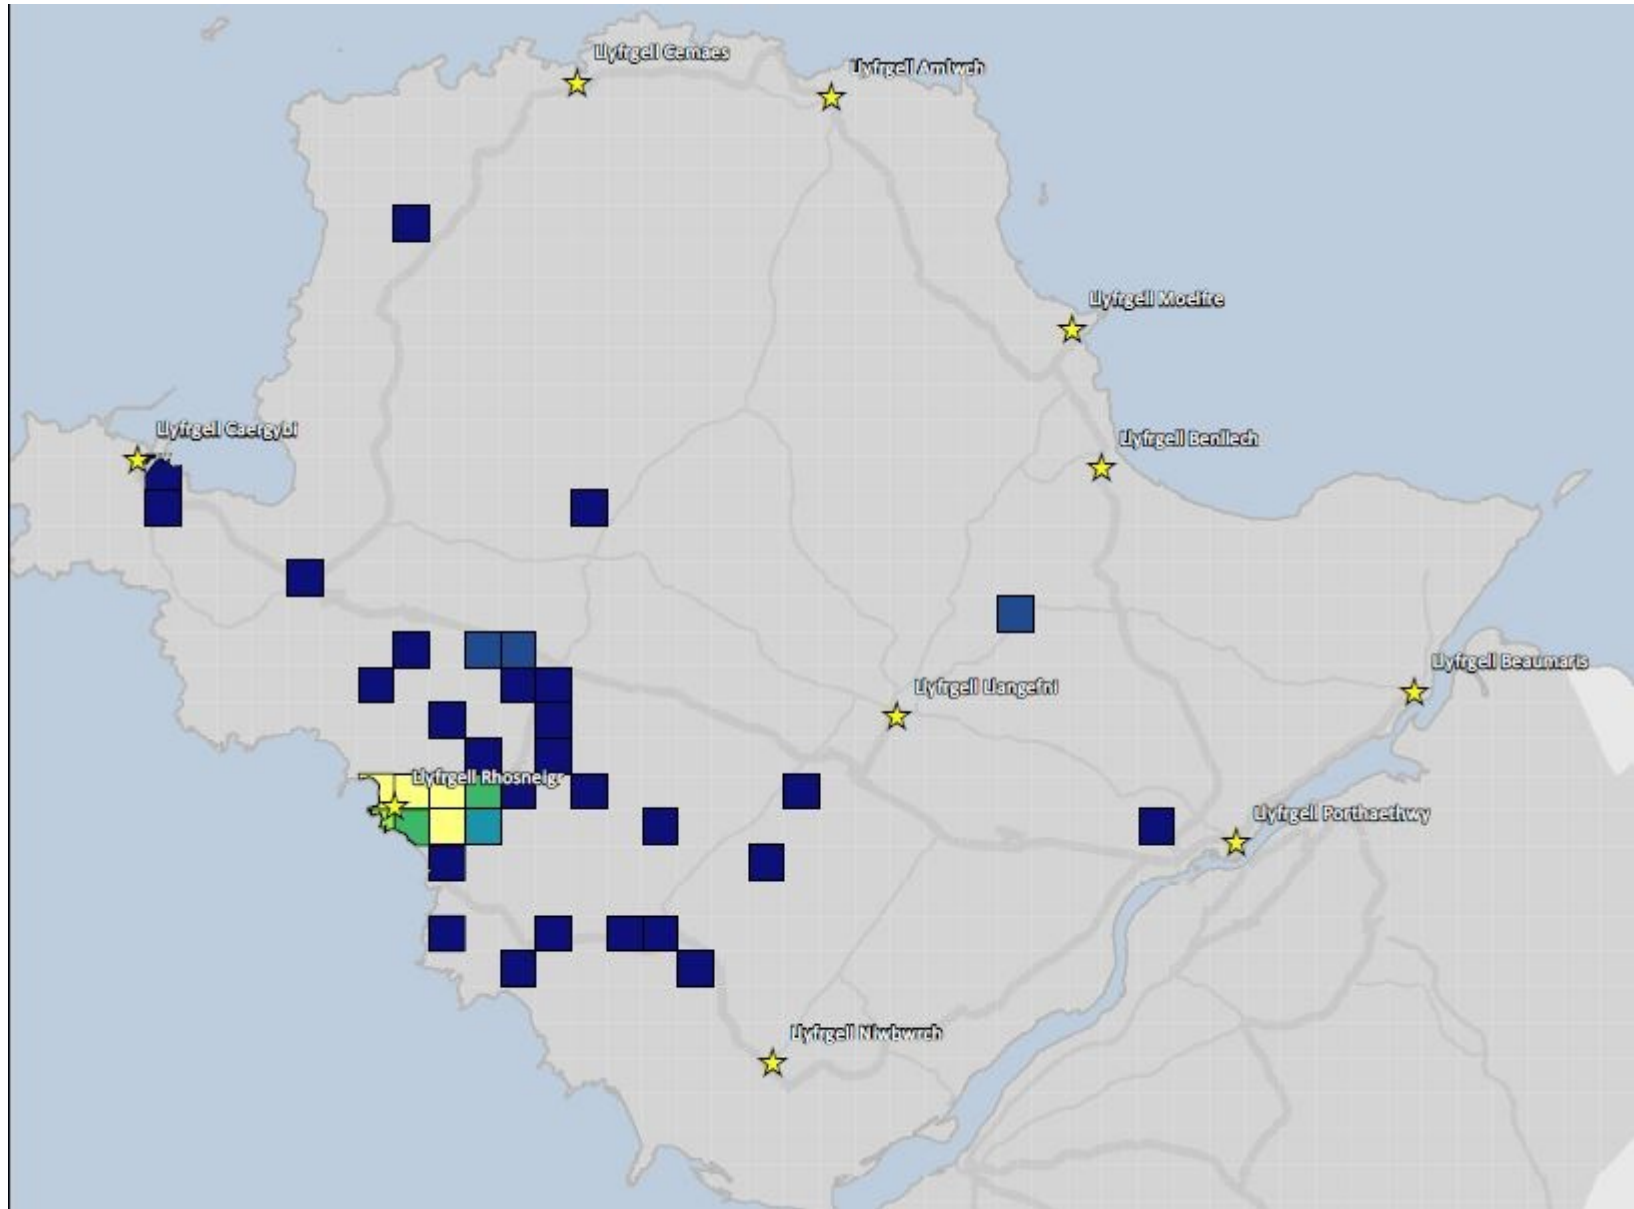 Llyfrgell Cemaes
Llyfrgell Amlwch
Llyfrgell Moelfre
Llyfrgell Caergybi
Llyfrgell Benllech
Llyfrgell Beaumaris
Llyfrgell Llangefni
Llyfrgell Rhosneigr
Llyfrgell Porthaethwy
Llyfrgell Niwbwrch